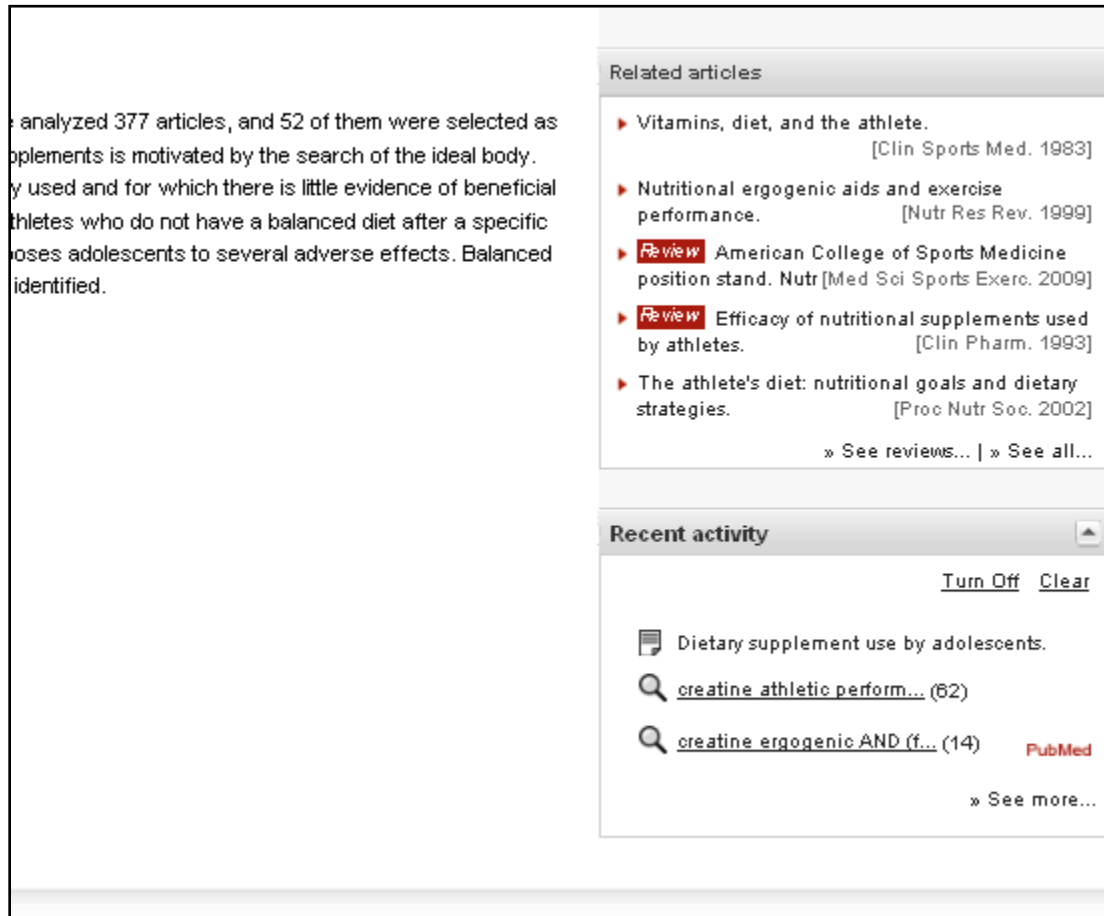 analyzed 377 articles, and 52 of them were selected as
pplements is motivated by the search of the ideal body.
y used and for which there is little evidence of beneficial
thletes who do not have a balanced diet after a specific
oses adolescents to several adverse effects. Balanced
identified.
Related articles
Vitamins, diet, and the athlete.
[Clin Sports Med. 1983]
Nutritional ergogenic aids and exercise
performance. [Nutr Res Rev. 1999]
Review American College of Sports Medicine
position stand. Nutr [Med Sci Sports Exerc. 2009]
Review Efficacy of nutritional supplements used
by athletes. [Clin Pharm. 1993]
The athlete's diet: nutritional goals and dietary
strategies. [Proc Nutr Soc. 2002]
» See reviews... | » See all...
Recent activity
Turn Off Clear
Dietary supplement use by adolescents.
creatine athletic perform... (62)
creatine ergogenic AND (f... (14) PubMed
» See more...